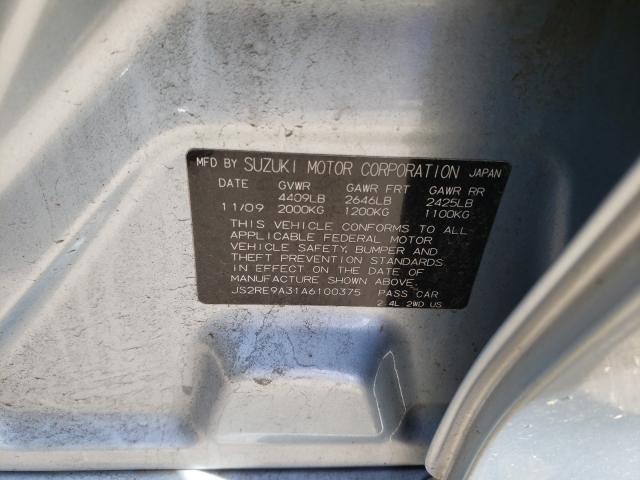 MFD BY SUZUKI MOTOR CORPORATION JAPAN
DATE GVWR GAWR FRT GAWR RR
4409LB 2646LB 2425LB
11/09 2000KG 1200KG 1100KG
THIS VEHICLE CONFORMS TO ALL
APPLICABLE FEDERAL MOTOR
VEHICLE SAFETY, BUMPER AND
THEFT PREVENTION STANDARDS
IN EFFECT ON THE DATE OF
MANUFACTURE SHOWN ABOVE.
JS2RE9A31A6100375 PASS CAR
2.4L 2WD US